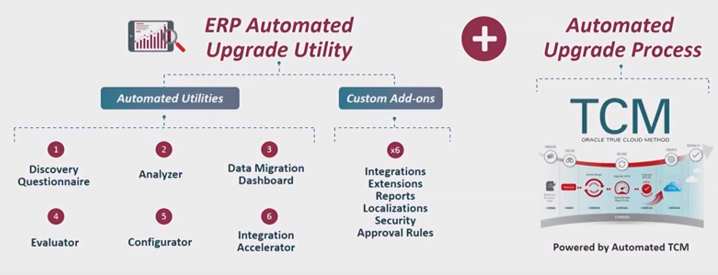 ERP Automated
Upgrade Utility
Automated
Upgrade Process
Automated Utilities
Custom Add-ons
1
Discovery
Questionnaire
2
Analyzer
3
Data Migration
Dashboard
4
Evaluator
5
Configurator
6
Integration
Accelerator
x6
Integrations
Extensions
Reports
Localizations
Security
Approval Rules
TCM
ORACLE TRUE CLOUD METHOD
Powered by Automated TCM